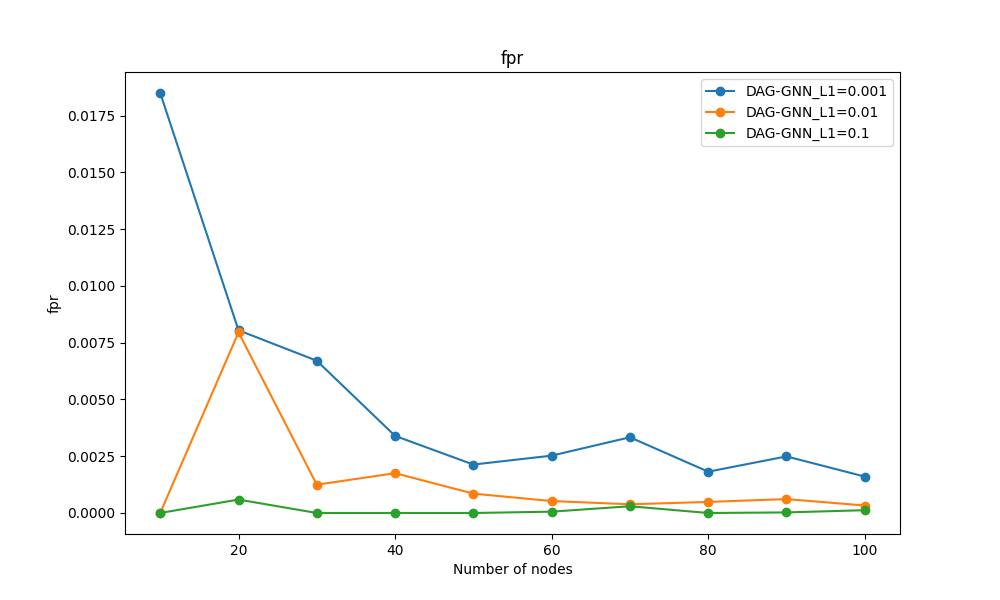 fpr
DAG-GNN_L1=0.001
DAG-GNN_L1=0.01
DAG-GNN_L1=0.1
fpr
0.0175
0.0150
0.0125
0.0100
0.0075
0.0050
0.0025
0.0000
20 40 60 80 100
Number of nodes